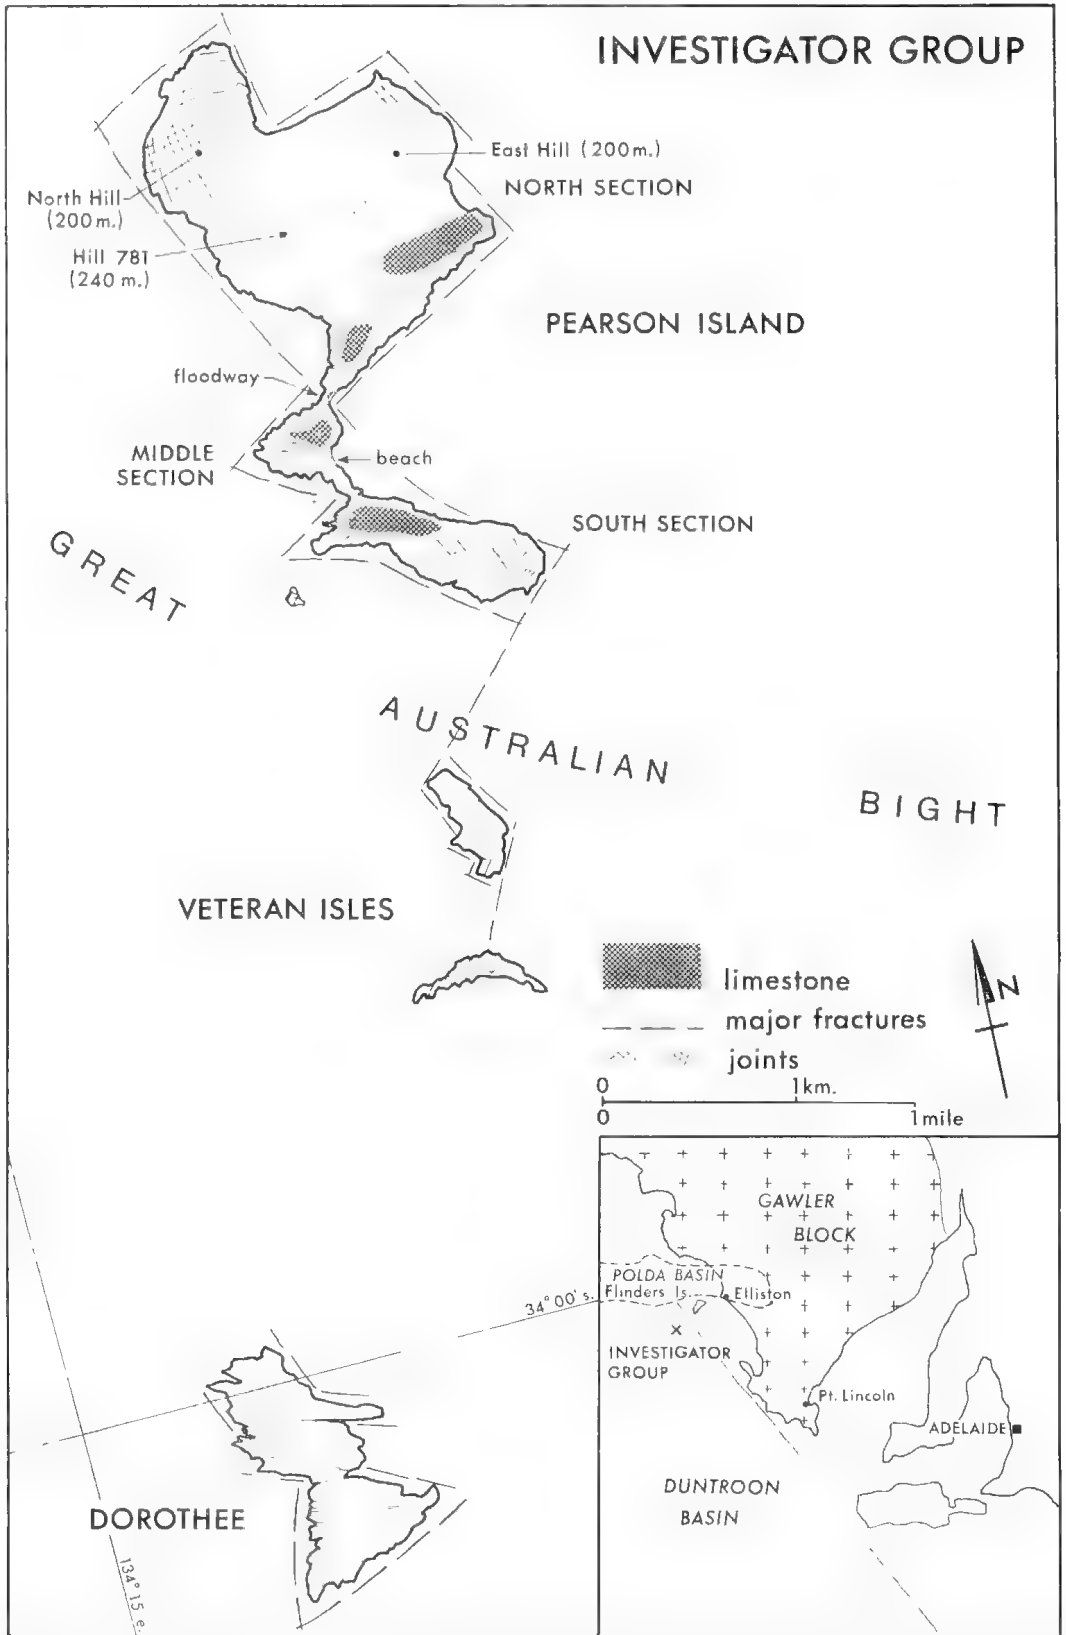 INVESTIGATOR GROUP
East Hill (200m.)
NORTH SECTION
North Hill
(200m.)
Hill 781
(240m.)
PEARSON ISLAND
floodway
MIDDLE
SECTION
beach
SOUTH SECTION
GREAT
AUSTRALIAN
BIGHT
VETERAN ISLES
limestone
major fractures
joints
N
0 1km.
0 1mile
GAWLER
BLOCK
POLDA BASIN
Flinders Is.
Elliston
34°00's.
INVESTIGATOR
GROUP
Pt. Lincoln
ADELAIDE
DUNTROON
BASIN
DOROTHEE
134°15 e.